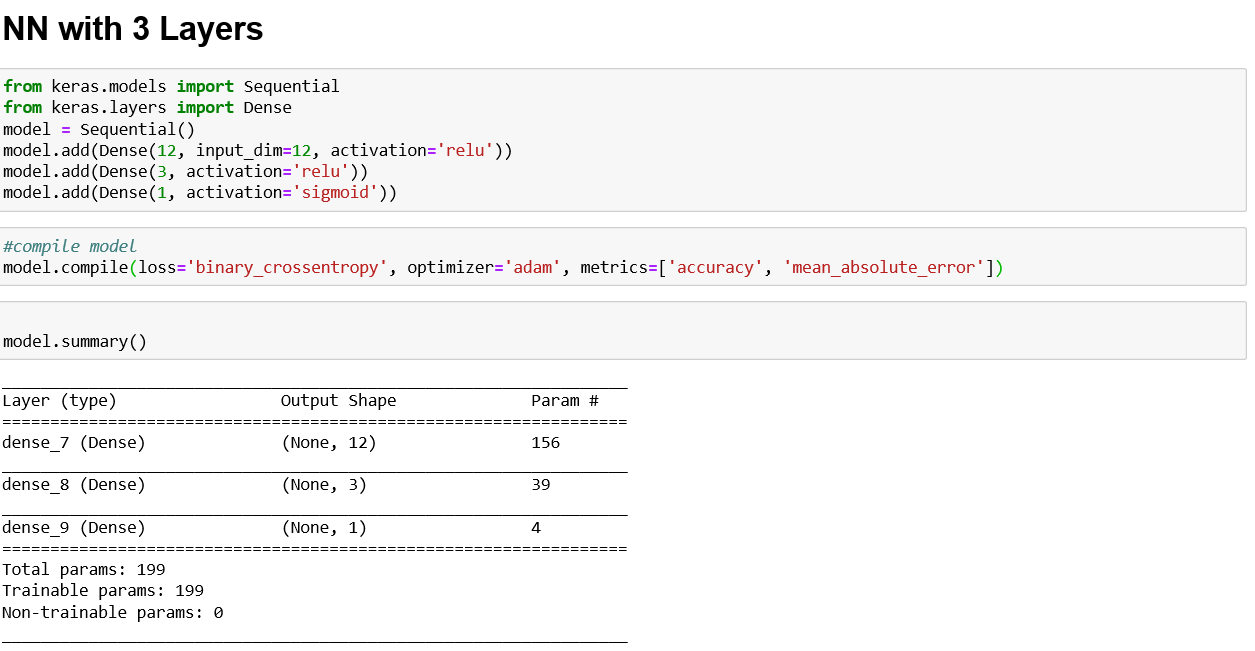 NN with 3 Layers
from keras.models import Sequential
from keras.layers import Dense
model = Sequential()
model.add(Dense(12, input_dim=12, activation='relu'))
model.add(Dense(3, activation='relu'))
model.add(Dense(1, activation='sigmoid'))
#compile model
model.compile(loss='binary_crossentropy', optimizer='adam', metrics=['accuracy', 'mean_absolute_error'])
model.summary()
_________________________________________________________________
Layer (type)                 Output Shape              Param #
=================================================================
dense_7 (Dense)              (None, 12)                156
_________________________________________________________________
dense_8 (Dense)              (None, 3)                 39
_________________________________________________________________
dense_9 (Dense)              (None, 1)                 4
=================================================================
Total params: 199
Trainable params: 199
Non-trainable params: 0
_________________________________________________________________